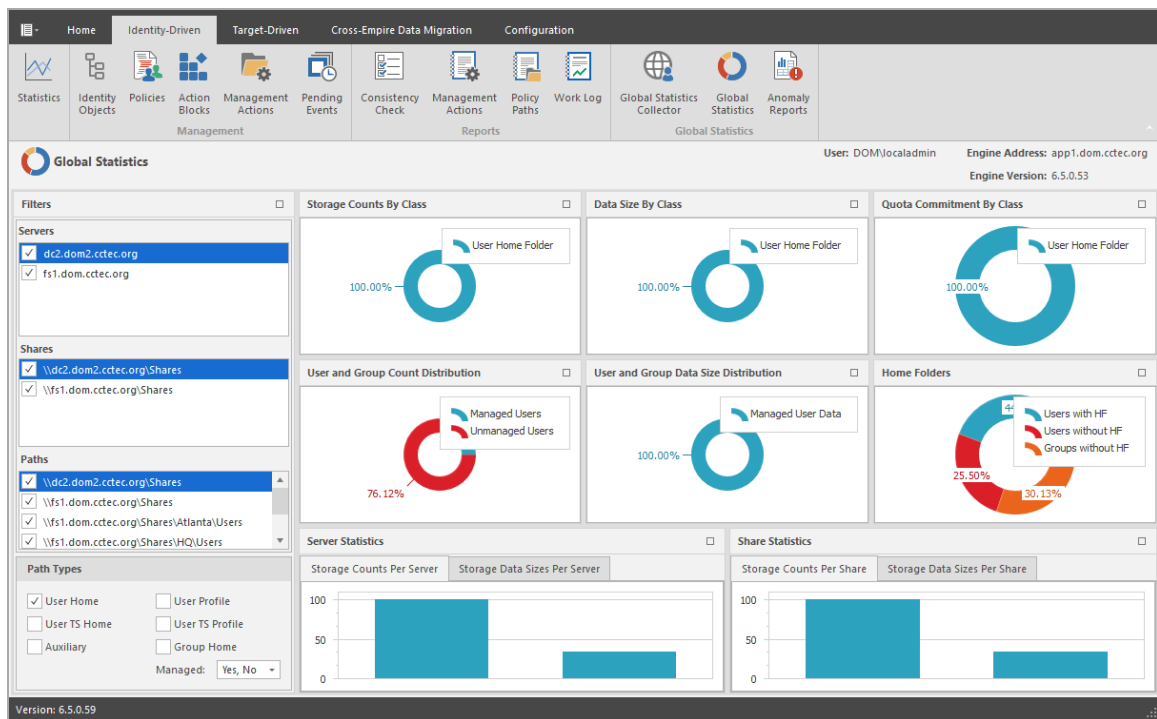 Home Identity-Driven Target-Driven Cross-Empire Data Migration Configuration
Statistics
Identity Objects
Policies
Action Blocks
Management Actions
Pending Events
Consistency Check
Management Actions
Policy Paths
Work Log
Global Statistics Collector
Global Statistics
Anomaly Reports
Management
Reports
Global Statistics
Global Statistics
User: DOM\localadmin
Engine Address: app1.dom.cctec.org
Engine Version: 6.5.0.53
Filters
Servers
dc2.dom2.cctec.org
fs1.dom.cctec.org
Shares
\\dc2.dom2.cctec.org\Shares
\\fs1.dom.cctec.org\Shares
Paths
\\dc2.dom2.cctec.org\Shares
\\fs1.dom.cctec.org\Shares
\\fs1.dom.cctec.org\Shares\Atlanta\Users
\\fs1.dom.cctec.org\Shares\HQ\Users
Path Types
User Home User Profile
User TS Home User TS Profile
Auxiliary Group Home
Managed: Yes, No
Storage Counts By Class
User Home Folder
100.00%
Data Size By Class
User Home Folder
100.00%
Quota Commitment By Class
User Home Folder
100.00%
User and Group Count Distribution
Managed Users
Unmanaged Users
76.12%
User and Group Data Size Distribution
Managed User Data
100.00%
Home Folders
Users with HF
Users without HF
Groups without HF
25.50%
30.13%
Server Statistics
Storage Counts Per Server Storage Data Sizes Per Server
100
50
0
Share Statistics
Storage Counts Per Share Storage Data Sizes Per Share
100
50
0
Version: 6.5.0.59